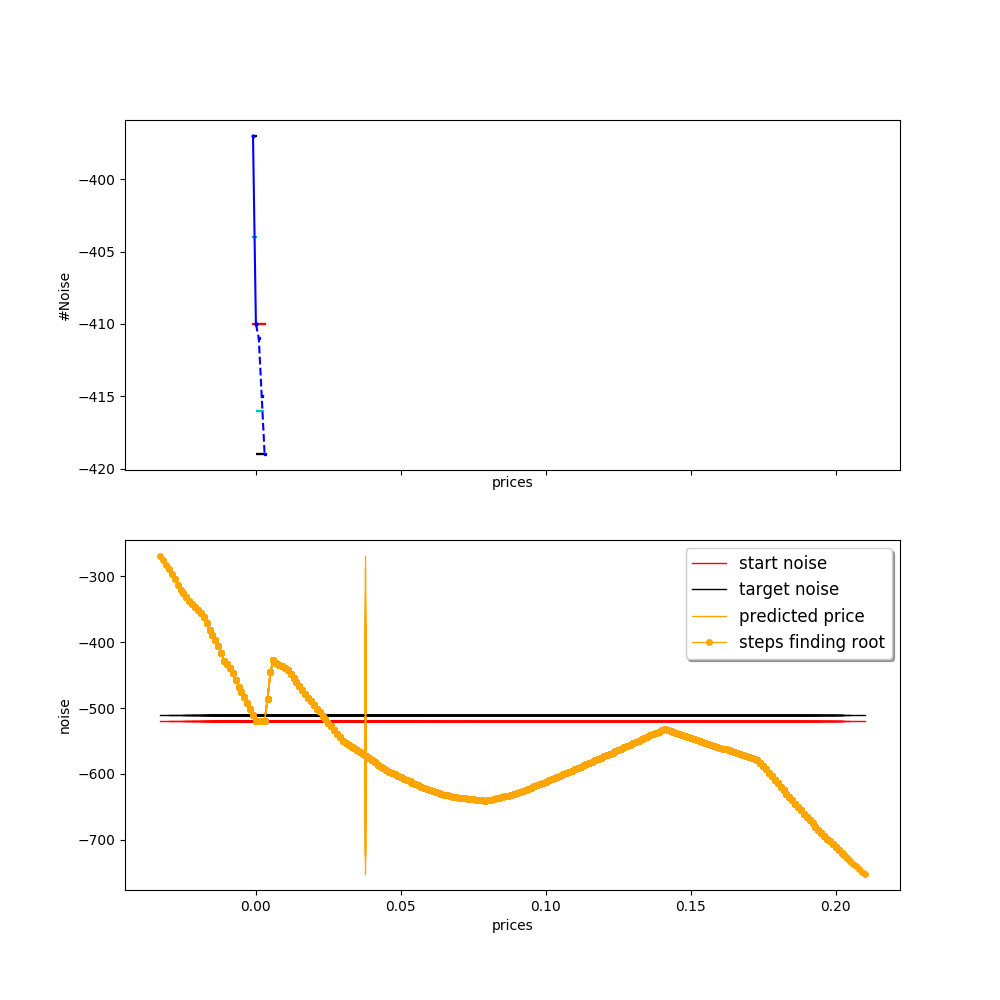 −400
−405
−410
−415
−420
#Noise
prices
−300
−400
−500
−600
−700
noise
start noise
target noise
predicted price
steps finding root
0.00 0.05 0.10 0.15 0.20
prices